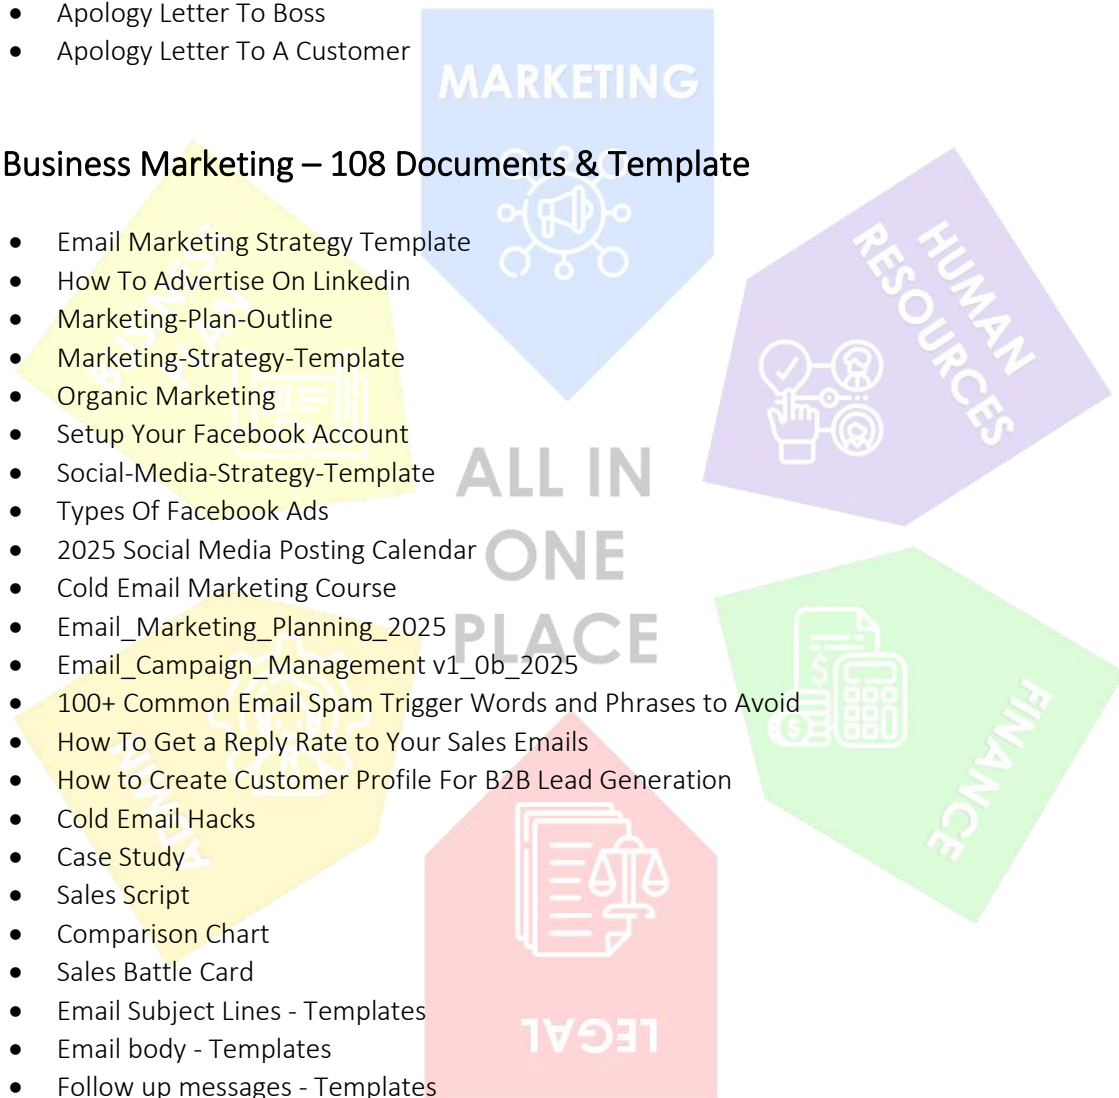 Apology Letter To Boss
Apology Letter To A Customer
MARKETING
Business Marketing – 108 Documents & Template
Email Marketing Strategy Template
How To Advertise On Linkedin
Marketing-Plan-Outline
Marketing-Strategy-Template
Organic Marketing
Setup Your Facebook Account
Social-Media-Strategy-Template
Types Of Facebook Ads
2025 Social Media Posting Calendar
Cold Email Marketing Course
Email_Marketing_Planning_2025
Email_Campaign_Management v1_0b_2025
100+ Common Email Spam Trigger Words and Phrases to Avoid
How To Get a Reply Rate to Your Sales Emails
How to Create Customer Profile For B2B Lead Generation
Cold Email Hacks
Case Study
Sales Script
Comparison Chart
Sales Battle Card
Email Subject Lines - Templates
Email body - Templates
Follow up messages - Templates
HUMAN
RESOURCES
ALL IN
ONE
PLACE
FINANCE
LEGAL
ADMIN